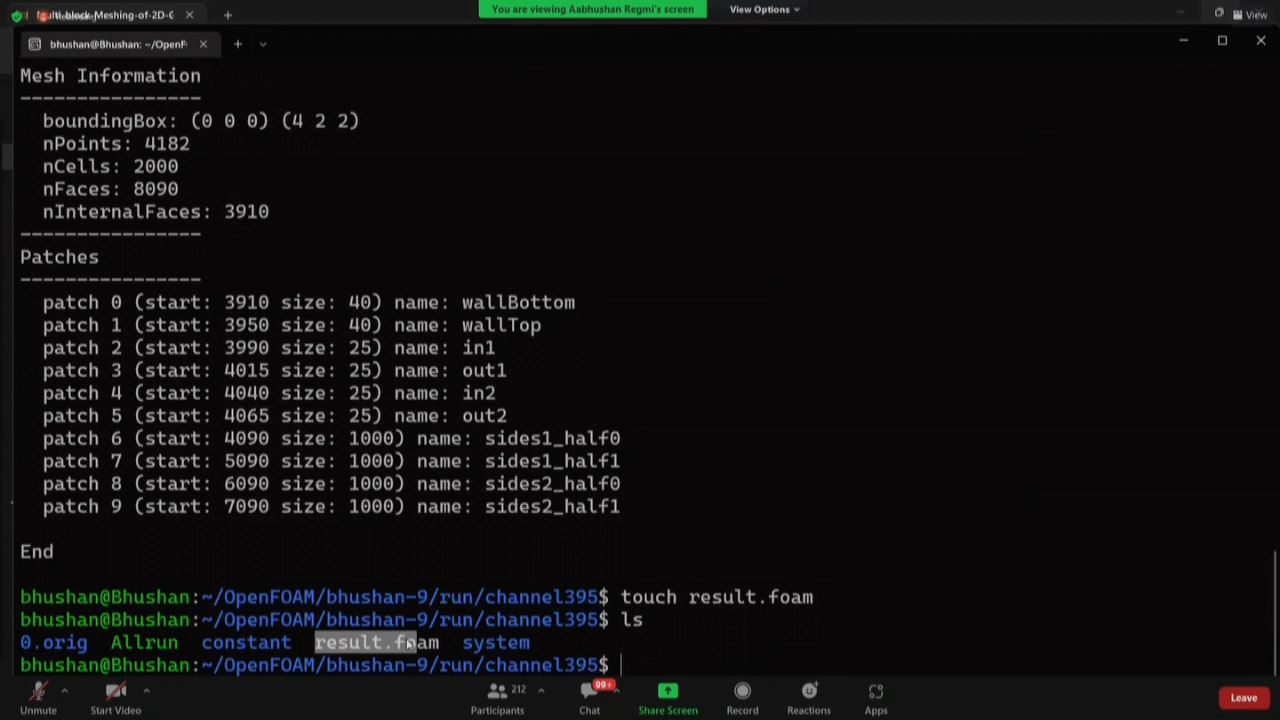 You are viewing Aabhushan Regmi's screen
View Options
ulti-block-Meshing-of-2D-C
View
bhushan@Bhushan: ~/OpenF
Mesh Information
----------------
boundingBox: (0 0 0) (4 2 2)
nPoints: 4182
nCells: 2000
nFaces: 8090
nInternalFaces: 3910
----------------
Patches
----------------
patch 0 (start: 3910 size: 40) name: wallBottom
patch 1 (start: 3950 size: 40) name: wallTop
patch 2 (start: 3990 size: 25) name: in1
patch 3 (start: 4015 size: 25) name: out1
patch 4 (start: 4040 size: 25) name: in2
patch 5 (start: 4065 size: 25) name: out2
patch 6 (start: 4090 size: 1000) name: sides1_half0
patch 7 (start: 5090 size: 1000) name: sides1_half1
patch 8 (start: 6090 size: 1000) name: sides2_half0
patch 9 (start: 7090 size: 1000) name: sides2_half1
End
bhushan@Bhushan:~/OpenFOAM/bhushan-9/run/channel395$ touch result.foam
bhushan@Bhushan:~/OpenFOAM/bhushan-9/run/channel395$ ls
0.orig Allrun constant result.foam system
bhushan@Bhushan:~/OpenFOAM/bhushan-9/run/channel395$
Unmute Start Video Participants 212 Chat 99+ Share Screen Record Reactions Apps Leave